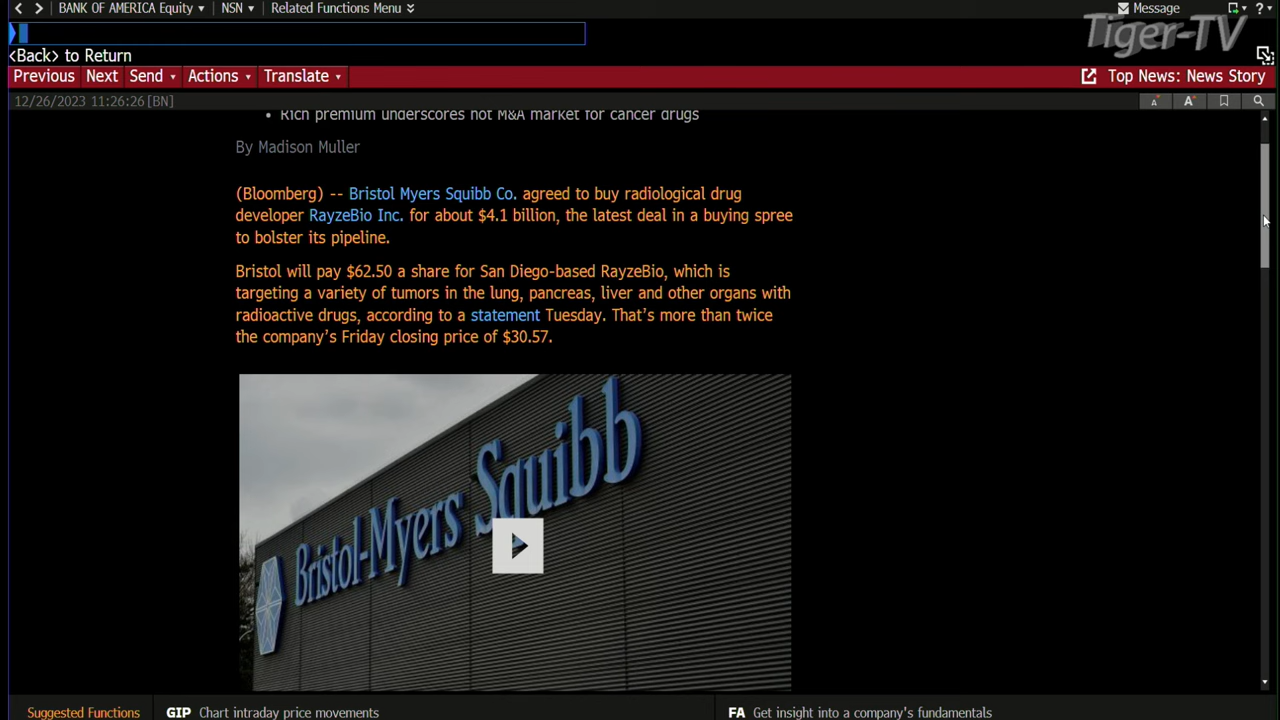 BANK OF AMERICA Equity NSN Related Functions Menu Message ?
Tiger-TV
<Back> to Return
Previous Next Send Actions Translate Top News: News Story
12/26/2023 11:26:26 [BN] A A
• Rich premium underscores hot M&A market for cancer drugs
By Madison Muller
(Bloomberg) -- Bristol Myers Squibb Co. agreed to buy radiological drug
developer RayzeBio Inc. for about $4.1 billion, the latest deal in a buying spree
to bolster its pipeline.
Bristol will pay $62.50 a share for San Diego-based RayzeBio, which is
targeting a variety of tumors in the lung, pancreas, liver and other organs with
radioactive drugs, according to a statement Tuesday. That's more than twice
the company's Friday closing price of $30.57.
Bristol-Myers Squibb
Suggested Functions GIP Chart intraday price movements FA Get insight into a company's fundamentals